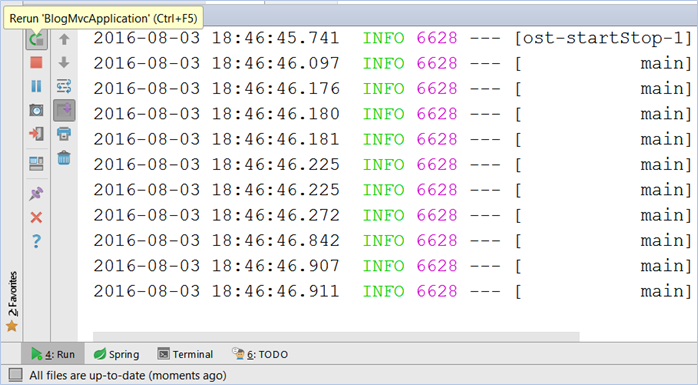 Rerun 'BlogMvcApplication' (Ctrl+F5)
2016-08-03 18:46:45.741  INFO 6628 --- [ost-startStop-1]
2016-08-03 18:46:46.097  INFO 6628 --- [           main]
2016-08-03 18:46:46.176  INFO 6628 --- [           main]
2016-08-03 18:46:46.180  INFO 6628 --- [           main]
2016-08-03 18:46:46.181  INFO 6628 --- [           main]
2016-08-03 18:46:46.225  INFO 6628 --- [           main]
2016-08-03 18:46:46.225  INFO 6628 --- [           main]
2016-08-03 18:46:46.272  INFO 6628 --- [           main]
2016-08-03 18:46:46.842  INFO 6628 --- [           main]
2016-08-03 18:46:46.907  INFO 6628 --- [           main]
2016-08-03 18:46:46.911  INFO 6628 --- [           main]
2: Favorites
4: Run Spring Terminal 6: TODO
All files are up-to-date (moments ago)